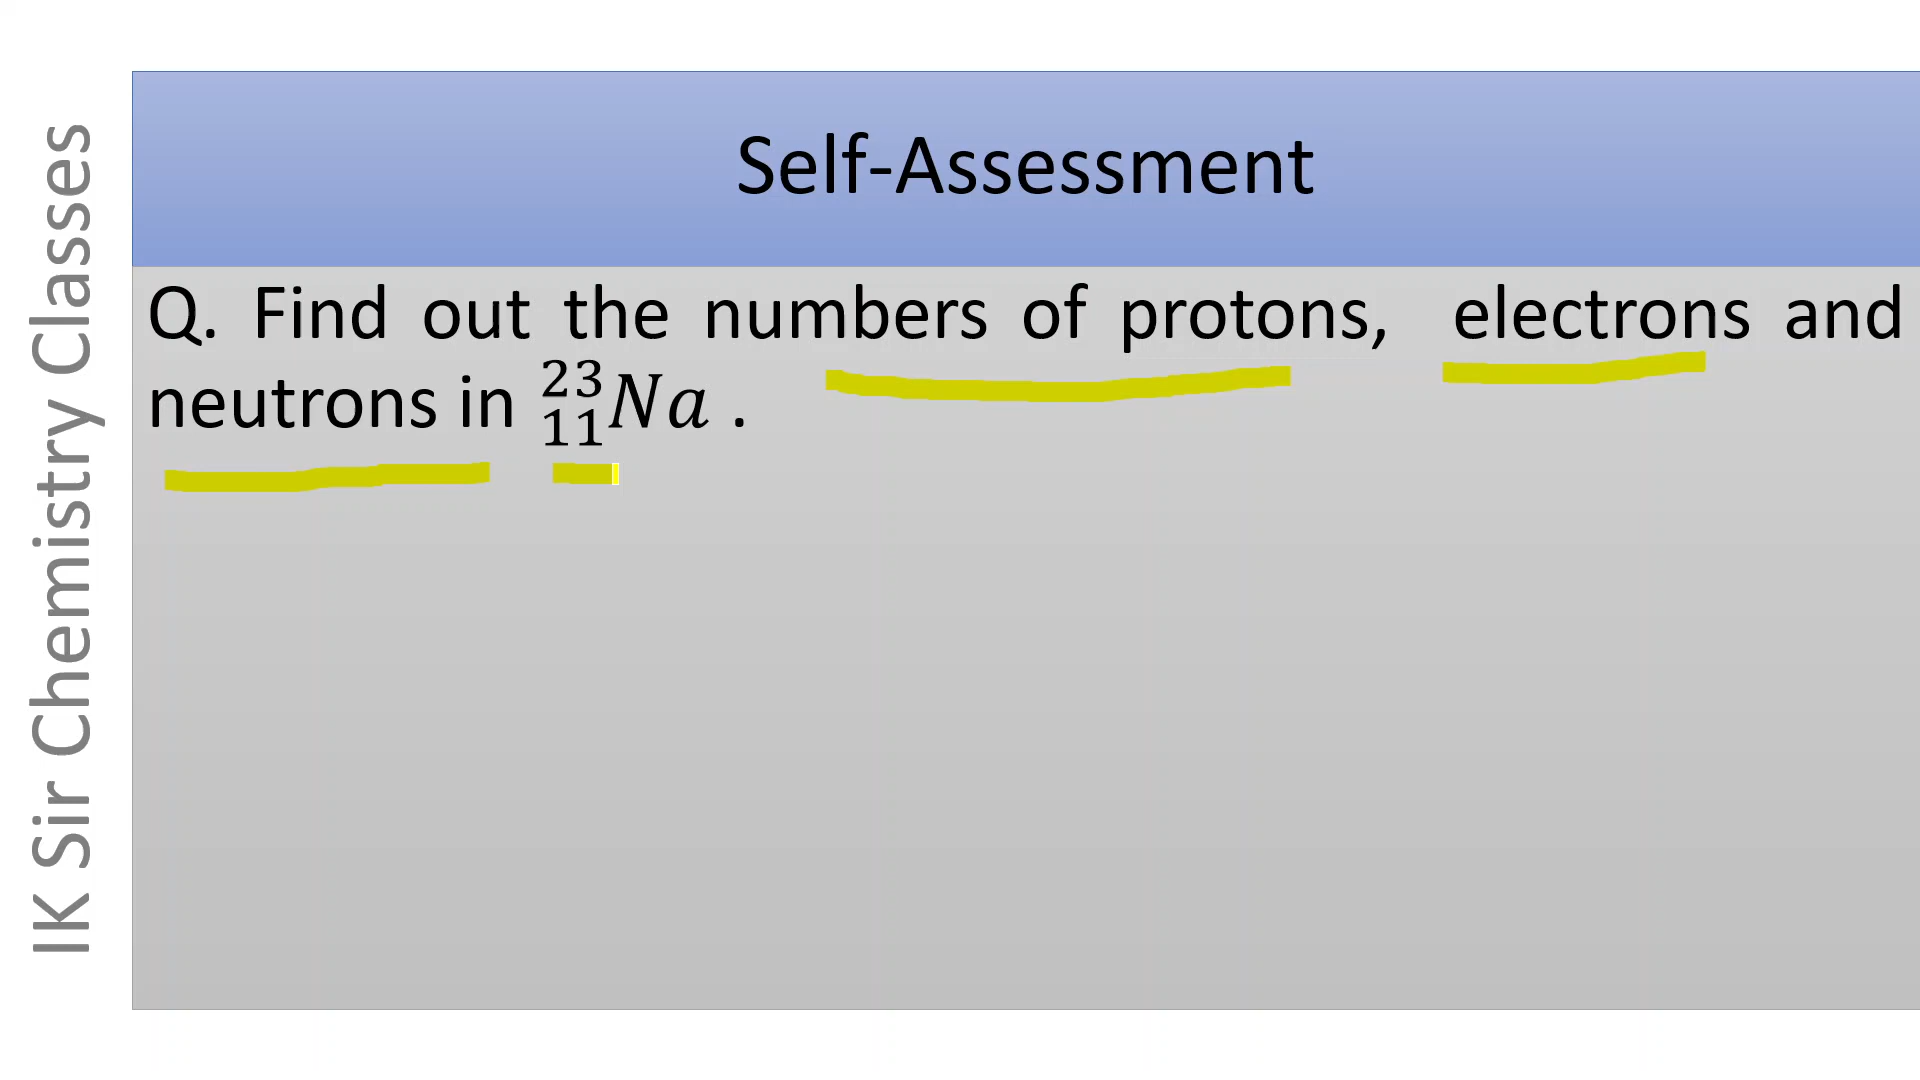 IK Sir Chemistry Classes
Self-Assessment
Q. Find out the numbers of protons, electrons and
neutrons in ²³₁₁Na .